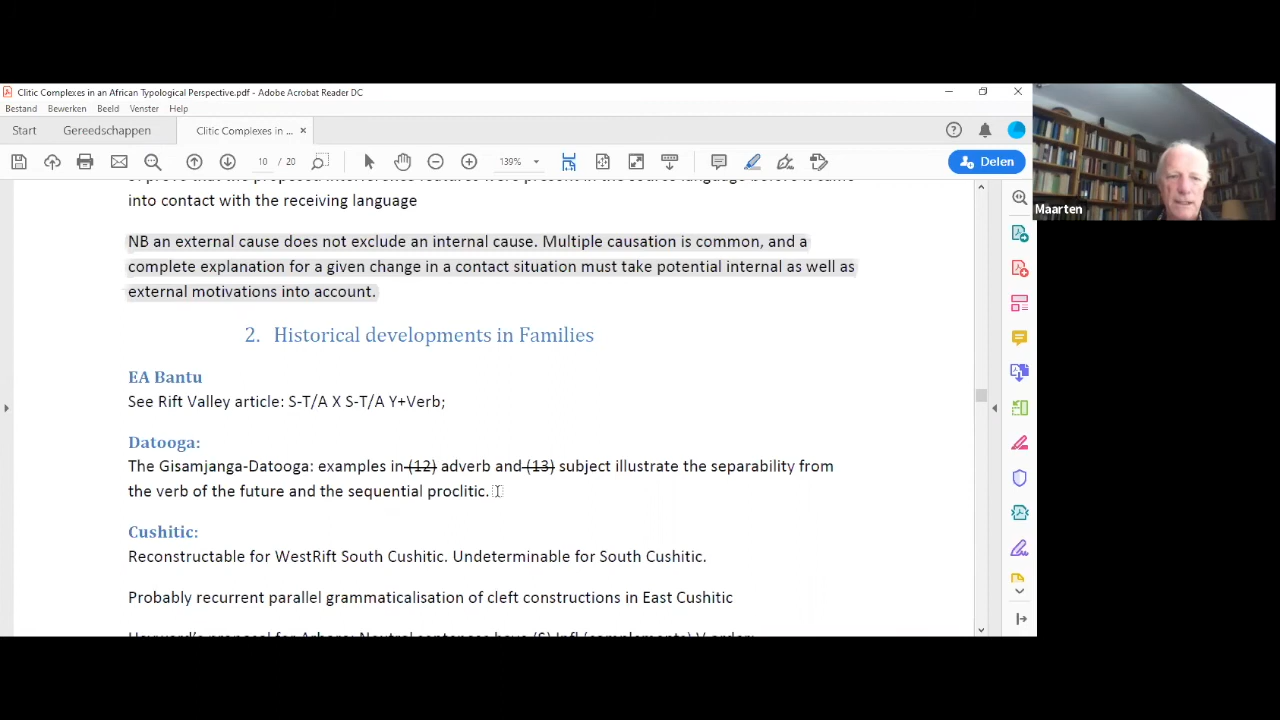 Clitic Complexes in an African Typological Perspective.pdf - Adobe Acrobat Reader DC
Bestand Bewerken Beeld Venster Help
Start Gereedschappen Clitic Complexes in ... ×
10 / 20 139% Delen
Maarten
into contact with the receiving language
NB an external cause does not exclude an internal cause. Multiple causation is common, and a
complete explanation for a given change in a contact situation must take potential internal as well as
external motivations into account.
2. Historical developments in Families
EA Bantu
See Rift Valley article: S-T/A X S-T/A Y+Verb;
Datooga:
The Gisamjanga-Datooga: examples in (12) adverb and (13) subject illustrate the separability from
the verb of the future and the sequential proclitic.
Cushitic:
Reconstructable for WestRift South Cushitic. Undeterminable for South Cushitic.
Probably recurrent parallel grammaticalisation of cleft constructions in East Cushitic